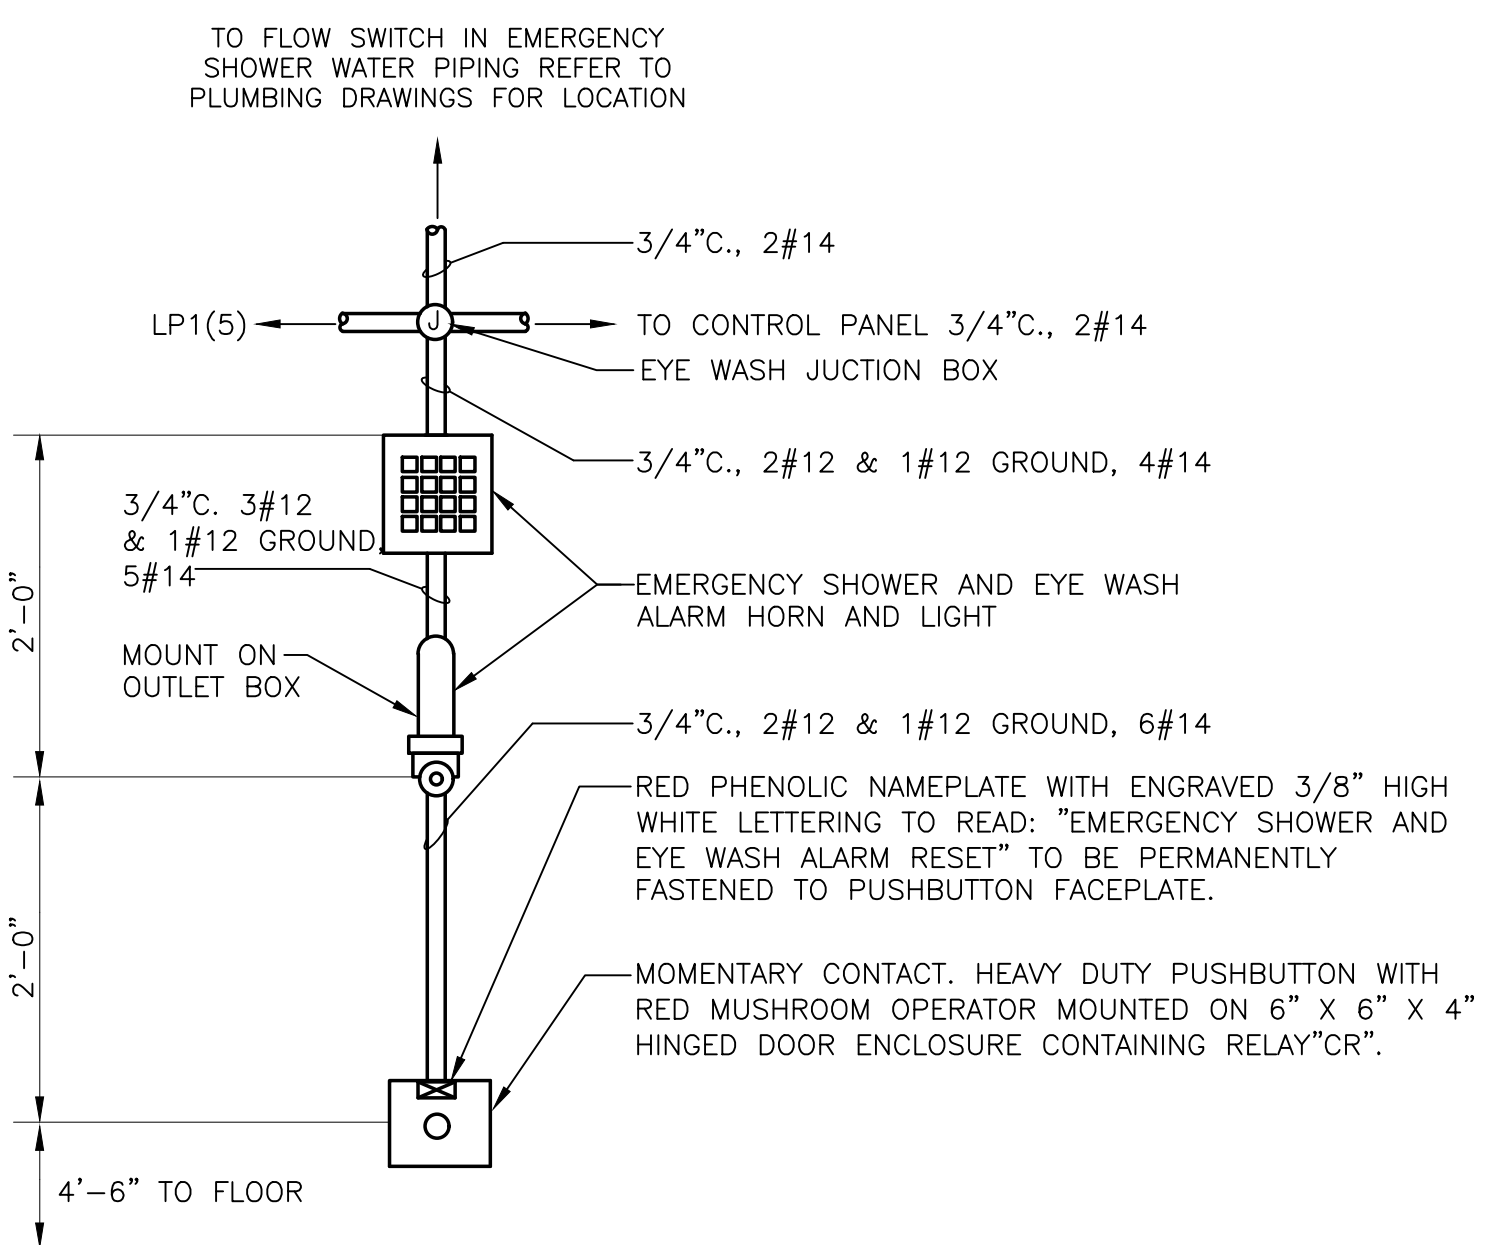 TO FLOW SWITCH IN EMERGENCY
SHOWER WATER PIPING REFER TO
PLUMBING DRAWINGS FOR LOCATION
3/4"C., 2#14
LP1(5)
J
TO CONTROL PANEL 3/4"C., 2#14
EYE WASH JUCTION BOX
3/4"C., 2#12 & 1#12 GROUND, 4#14
3/4"C. 3#12
& 1#12 GROUND,
5#14
2'-0"
EMERGENCY SHOWER AND EYE WASH
ALARM HORN AND LIGHT
MOUNT ON
OUTLET BOX
3/4"C., 2#12 & 1#12 GROUND, 6#14
RED PHENOLIC NAMEPLATE WITH ENGRAVED 3/8" HIGH
WHITE LETTERING TO READ: "EMERGENCY SHOWER AND
EYE WASH ALARM RESET" TO BE PERMANENTLY
FASTENED TO PUSHBUTTON FACEPLATE.
2'-0"
MOMENTARY CONTACT. HEAVY DUTY PUSHBUTTON WITH
RED MUSHROOM OPERATOR MOUNTED ON 6" X 6" X 4"
HINGED DOOR ENCLOSURE CONTAINING RELAY"CR".
4'-6" TO FLOOR